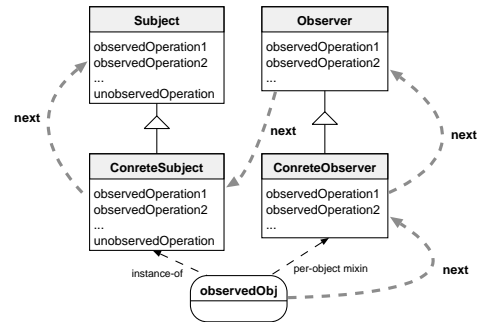 Subject
observedOperation1
observedOperation2
...
unobservedOperation
Observer
observedOperation1
observedOperation2
...
next
next
next
ConreteSubject
observedOperation1
observedOperation2
...
unobservedOperation
ConreteObserver
observedOperation1
observedOperation2
...
instance-of
per-object mixin
next
observedObj